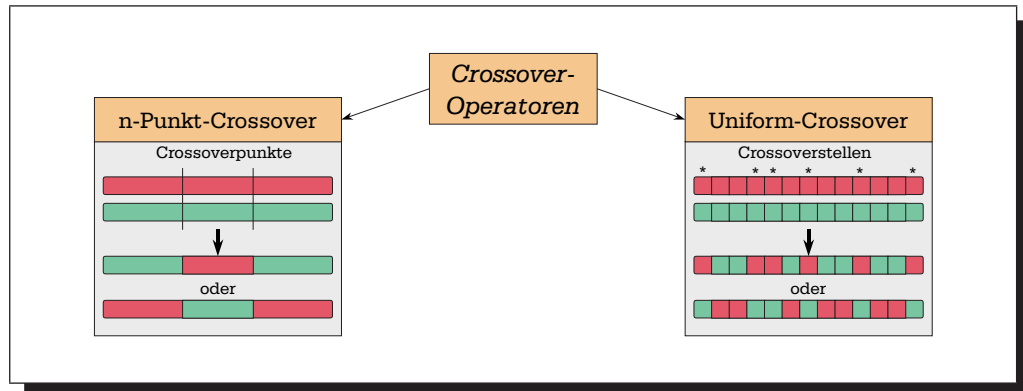 Crossover-
Operatoren
n-Punkt-Crossover
Crossoverpunkte
oder
Uniform-Crossover
Crossoverstellen
* * * * * *
oder